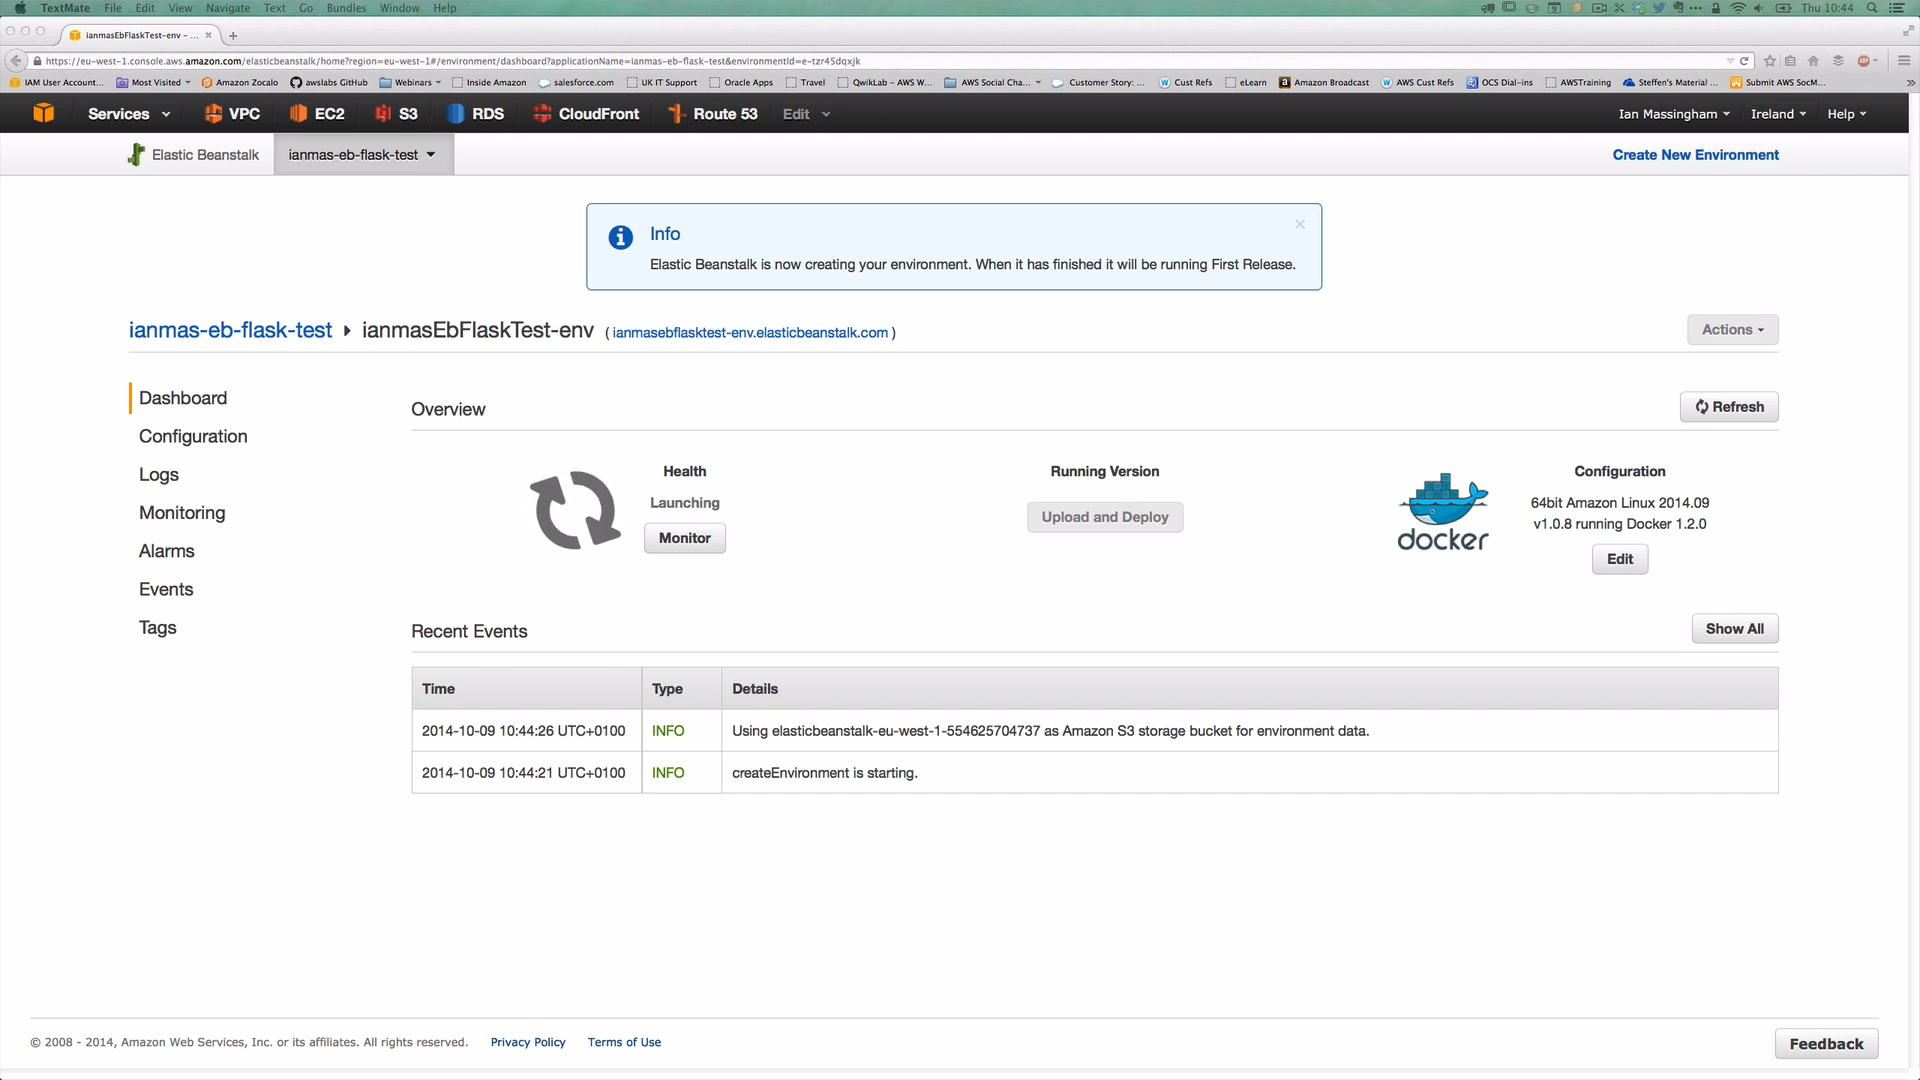 TextMate File Edit View Navigate Text Go Bundles Window Help Thu 10:44
ianmasEbFlaskTest-env - ...
https://eu-west-1.console.aws.amazon.com/elasticbeanstalk/home?region=eu-west-1#/environment/dashboard?applicationName=ianmas-eb-flask-test&environmentId=e-tzr45dqxjk
IAM User Account... Most Visited Amazon Zocalo awslabs GitHub Webinars Inside Amazon salesforce.com UK IT Support Oracle Apps Travel QwikLab – AWS W... AWS Social Cha... Customer Story: ... Cust Refs eLearn Amazon Broadcast AWS Cust Refs OCS Dial-ins AWSTraining Steffen's Material ... Submit AWS SocM...
Services VPC EC2 S3 RDS CloudFront Route 53 Edit Ian Massingham Ireland Help
Elastic Beanstalk ianmas-eb-flask-test Create New Environment
Info
Elastic Beanstalk is now creating your environment. When it has finished it will be running First Release.
ianmas-eb-flask-test ianmasEbFlaskTest-env ( ianmasebflasktest-env.elasticbeanstalk.com ) Actions
Dashboard
Configuration
Logs
Monitoring
Alarms
Events
Tags
Overview Refresh
Health
Launching
Monitor
Running Version
Upload and Deploy
docker
Configuration
64bit Amazon Linux 2014.09
v1.0.8 running Docker 1.2.0
Edit
Recent Events Show All
Time Type Details
2014-10-09 10:44:26 UTC+0100 INFO Using elasticbeanstalk-eu-west-1-554625704737 as Amazon S3 storage bucket for environment data.
2014-10-09 10:44:21 UTC+0100 INFO createEnvironment is starting.
© 2008 - 2014, Amazon Web Services, Inc. or its affiliates. All rights reserved. Privacy Policy Terms of Use Feedback